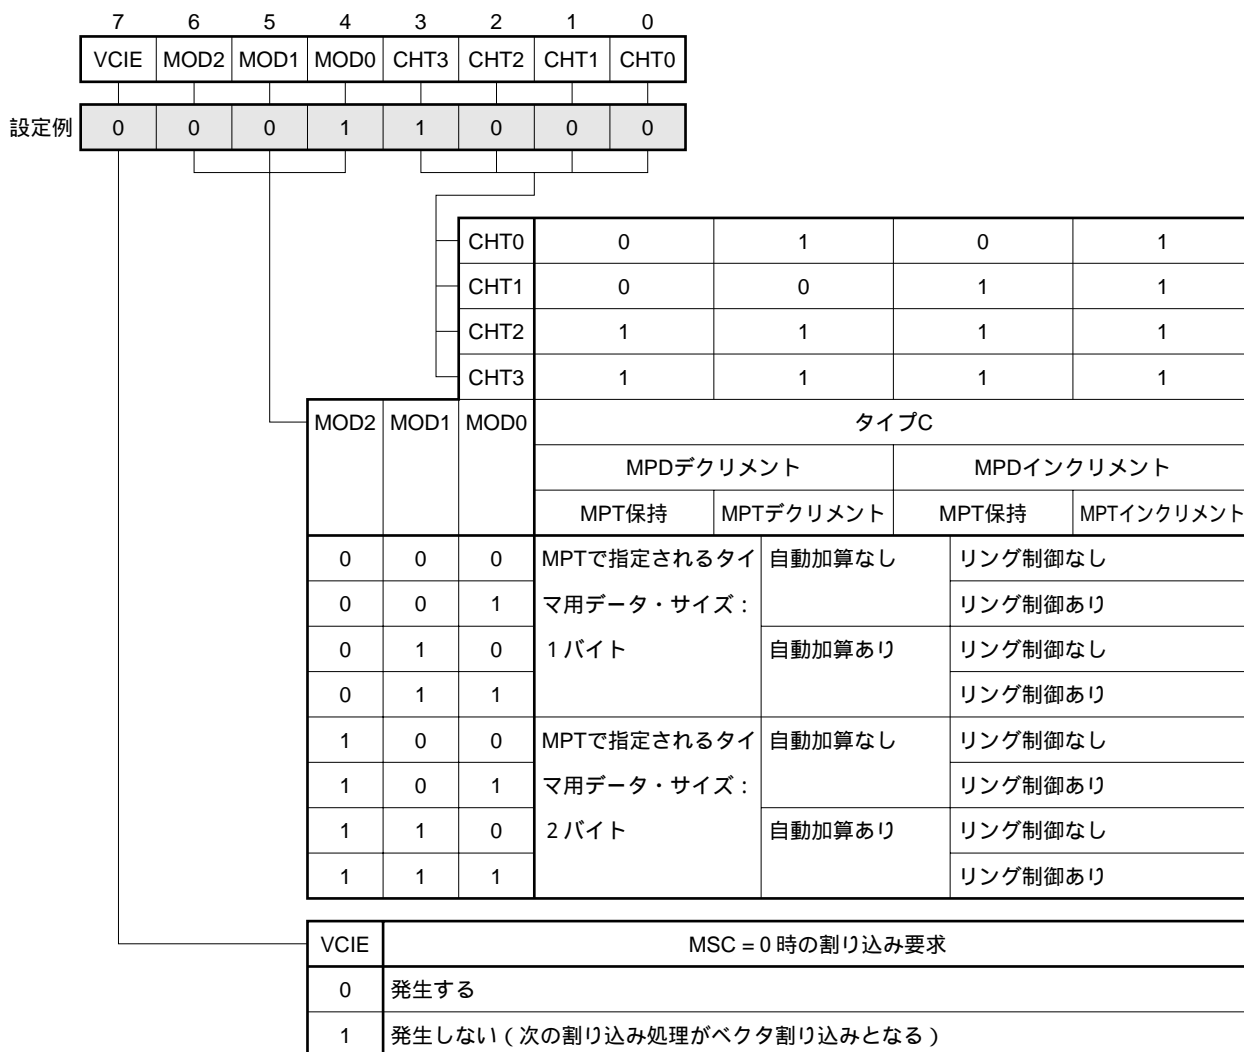 7 6 5 4 3 2 1 0
VCIE MOD2 MOD1 MOD0 CHT3 CHT2 CHT1 CHT0
設定例 0 0 0 1 1 0 0 0
CHT0 0 1 0 1
CHT1 0 0 1 1
CHT2 1 1 1 1
CHT3 1 1 1 1
MOD2 MOD1 MOD0 タイプC
MPDデクリメント MPDインクリメント
MPT保持 MPTデクリメント MPT保持 MPTインクリメント
0 0 0 MPTで指定されるタイ 自動加算なし リング制御なし
0 0 1 マ用データ・サイズ： リング制御あり
0 1 0 1バイト 自動加算あり リング制御なし
0 1 1 リング制御あり
1 0 0 MPTで指定されるタイ 自動加算なし リング制御なし
1 0 1 マ用データ・サイズ： リング制御あり
1 1 0 2バイト 自動加算あり リング制御なし
1 1 1 リング制御あり
VCIE MSC = 0 時の割り込み要求
0 発生する
1 発生しない（次の割り込み処理がベクタ割り込みとなる）